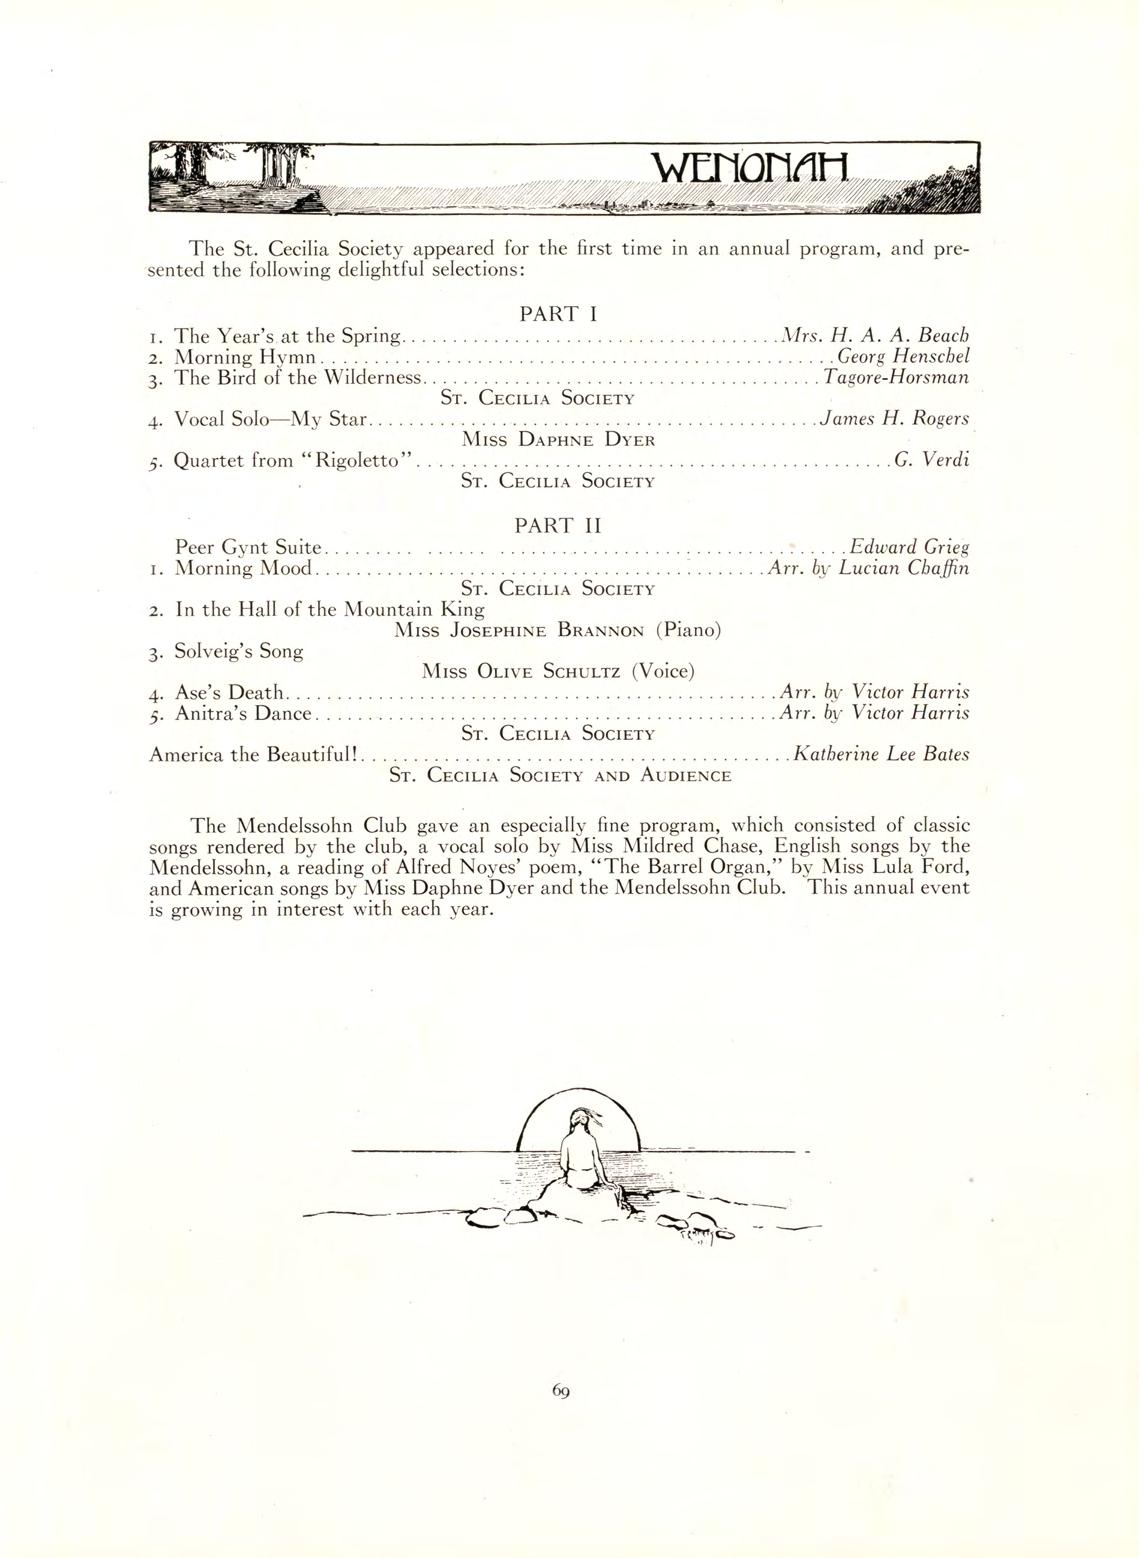 WENONAH
The St. Cecilia Society appeared for the first time in an annual program, and pre-
sented the following delightful selections:
PART I
1. The Year's at the Spring........................................Mrs. H. A. A. Beach
2. Morning Hymn........................................Georg Henschel
3. The Bird of the Wilderness........................................Tagore-Horsman
St. Cecilia Society
4. Vocal Solo—My Star........................................James H. Rogers
Miss Daphne Dyer
5. Quartet from "Rigoletto"........................................G. Verdi
St. Cecilia Society
PART II
Peer Gynt Suite........................................Edward Grieg
1. Morning Mood........................................Arr. by Lucian Chaffin
St. Cecilia Society
2. In the Hall of the Mountain King
Miss Josephine Brannon (Piano)
3. Solveig's Song
Miss Olive Schultz (Voice)
4. Ase's Death........................................Arr. by Victor Harris
5. Anitra's Dance........................................Arr. by Victor Harris
St. Cecilia Society
America the Beautiful!........................................Katherine Lee Bates
St. Cecilia Society and Audience
The Mendelssohn Club gave an especially fine program, which consisted of classic
songs rendered by the club, a vocal solo by Miss Mildred Chase, English songs by the
Mendelssohn, a reading of Alfred Noyes' poem, "The Barrel Organ," by Miss Lula Ford,
and American songs by Miss Daphne Dyer and the Mendelssohn Club. This annual event
is growing in interest with each year.
69